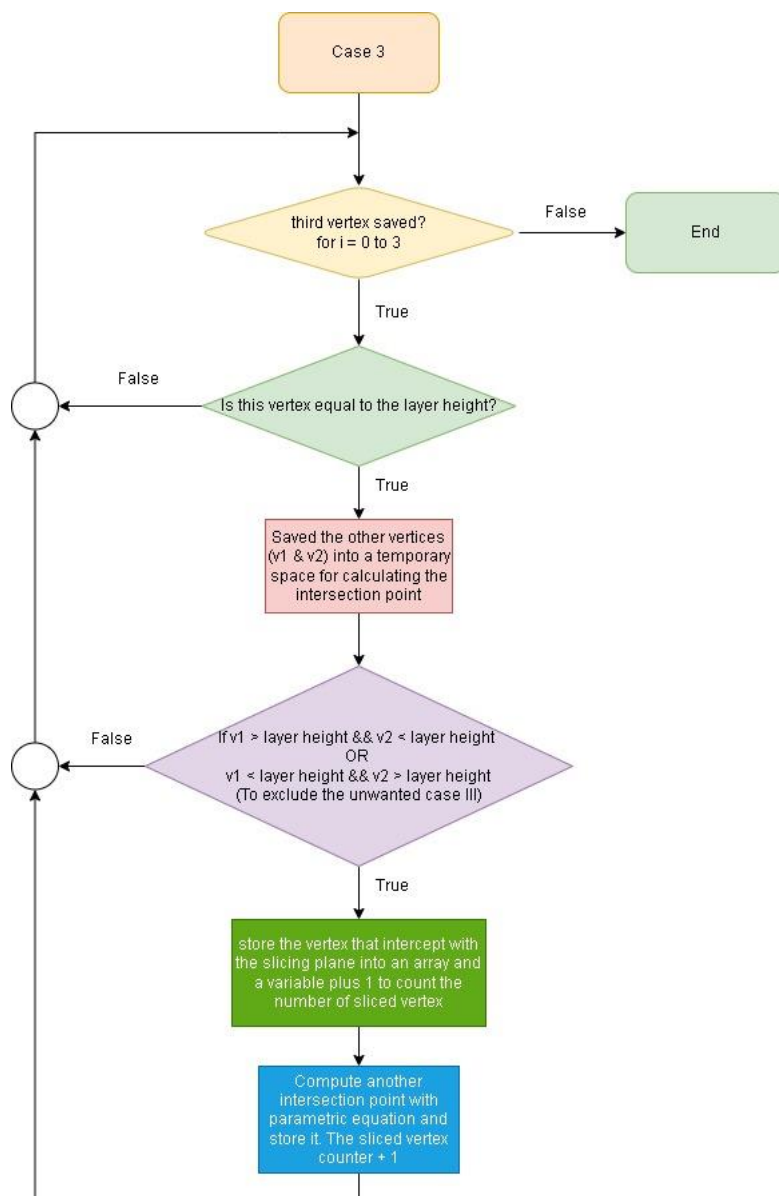 Case 3
third vertex saved?
for i = 0 to 3
False
End
True
False
Is this vertex equal to the layer height?
True
Saved the other vertices
(v1 & v2) into a temporary
space for calculating the
intersection point
False
If v1 > layer height && v2 < layer height
OR
v1 < layer height && v2 > layer height
(To exclude the unwanted case III)
True
store the vertex that intercept with
the slicing plane into an array and
a variable plus 1 to count the
number of sliced vertex
Compute another
intersection point with
parametric equation and
store it. The sliced vertex
counter + 1